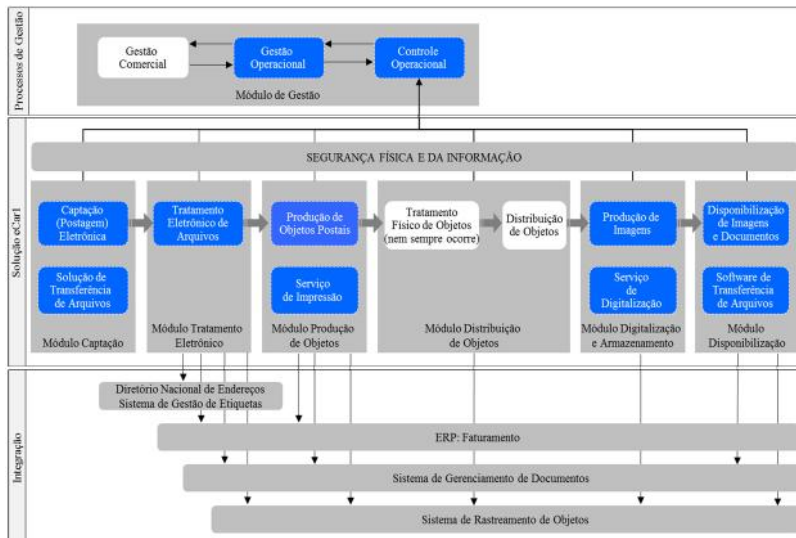 Processos de Gestão
Gestão
Comercial
Gestão
Operacional
Controle
Operacional
Módulo de Gestão
Solução eCar1
SEGURANÇA FÍSICA E DA INFORMAÇÃO
Captação
(Postagem)
Eletrônica
Solução de
Transferência
de Arquivos
Módulo Captação
Tratamento
Eletrônico de
Arquivos
Módulo Tratamento
Eletrônico
Produção de
Objetos Postais
Serviço
de Impressão
Módulo Produção
de Objetos
Tratamento
Físico de Objetos
(nem sempre ocorre)
Distribuição
de Objetos
Módulo Distribuição
de Objetos
Produção
de Imagens
Serviço
de
Digitalização
Módulo Digitalização
e Armazenamento
Disponibilização
de Imagens
e Documentos
Software de
Transferência
de Arquivos
Módulo
Disponibilização
Integração
Diretório Nacional de Endereços
Sistema de Gestão de Etiquetas
ERP: Faturamento
Sistema de Gerenciamento de Documentos
Sistema de Rastreamento de Objetos